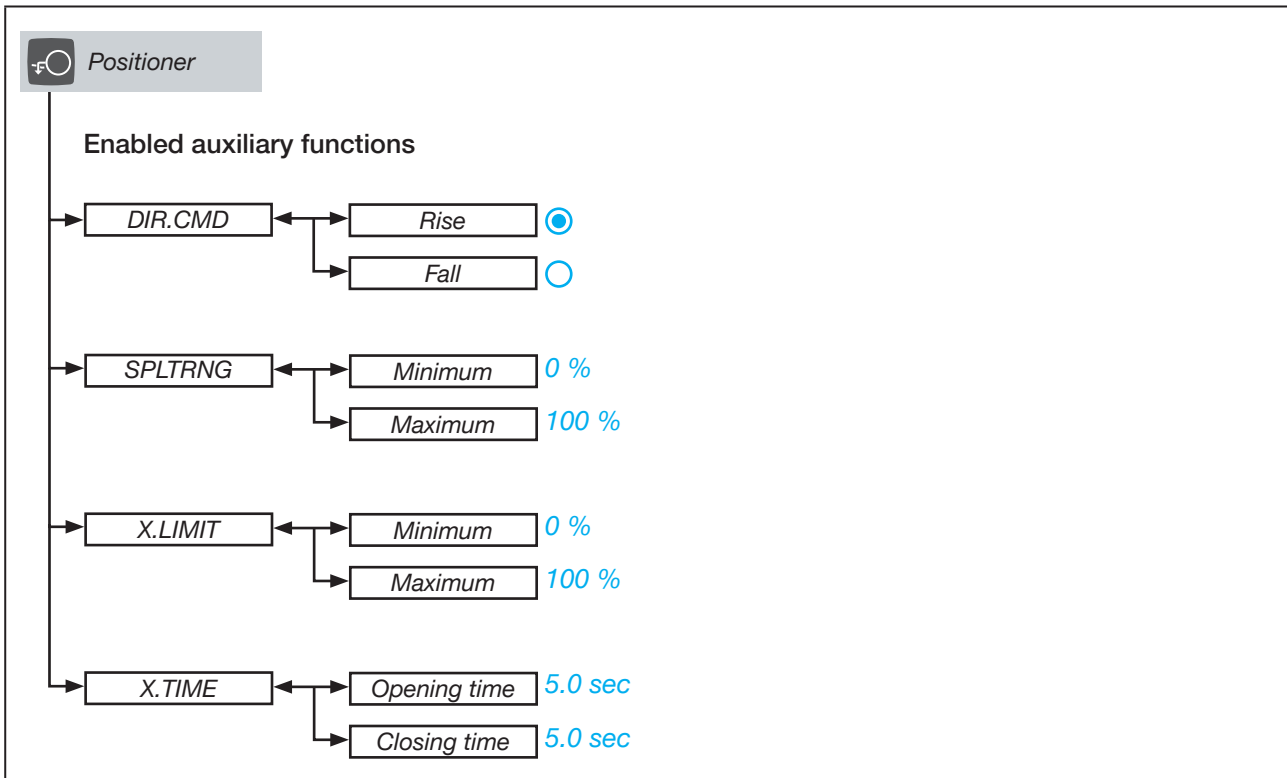 Positioner
Enabled auxiliary functions
DIR.CMD Rise
Fall
SPLTRNG Minimum 0 %
Maximum 100 %
X.LIMIT Minimum 0 %
Maximum 100 %
X.TIME Opening time 5.0 sec
Closing time 5.0 sec